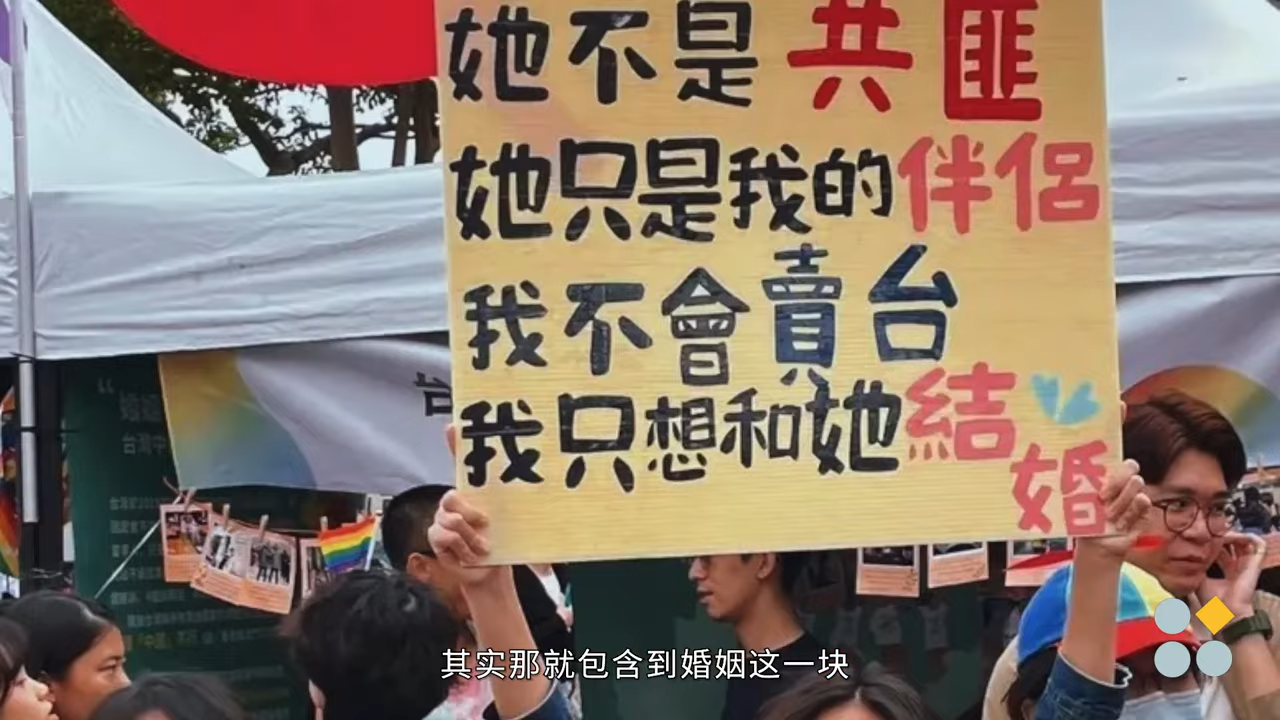 她不是共匪
她只是我的伴侶
我不會賣台
我只想和她結
婚
台
其实那就包含到婚姻这一块